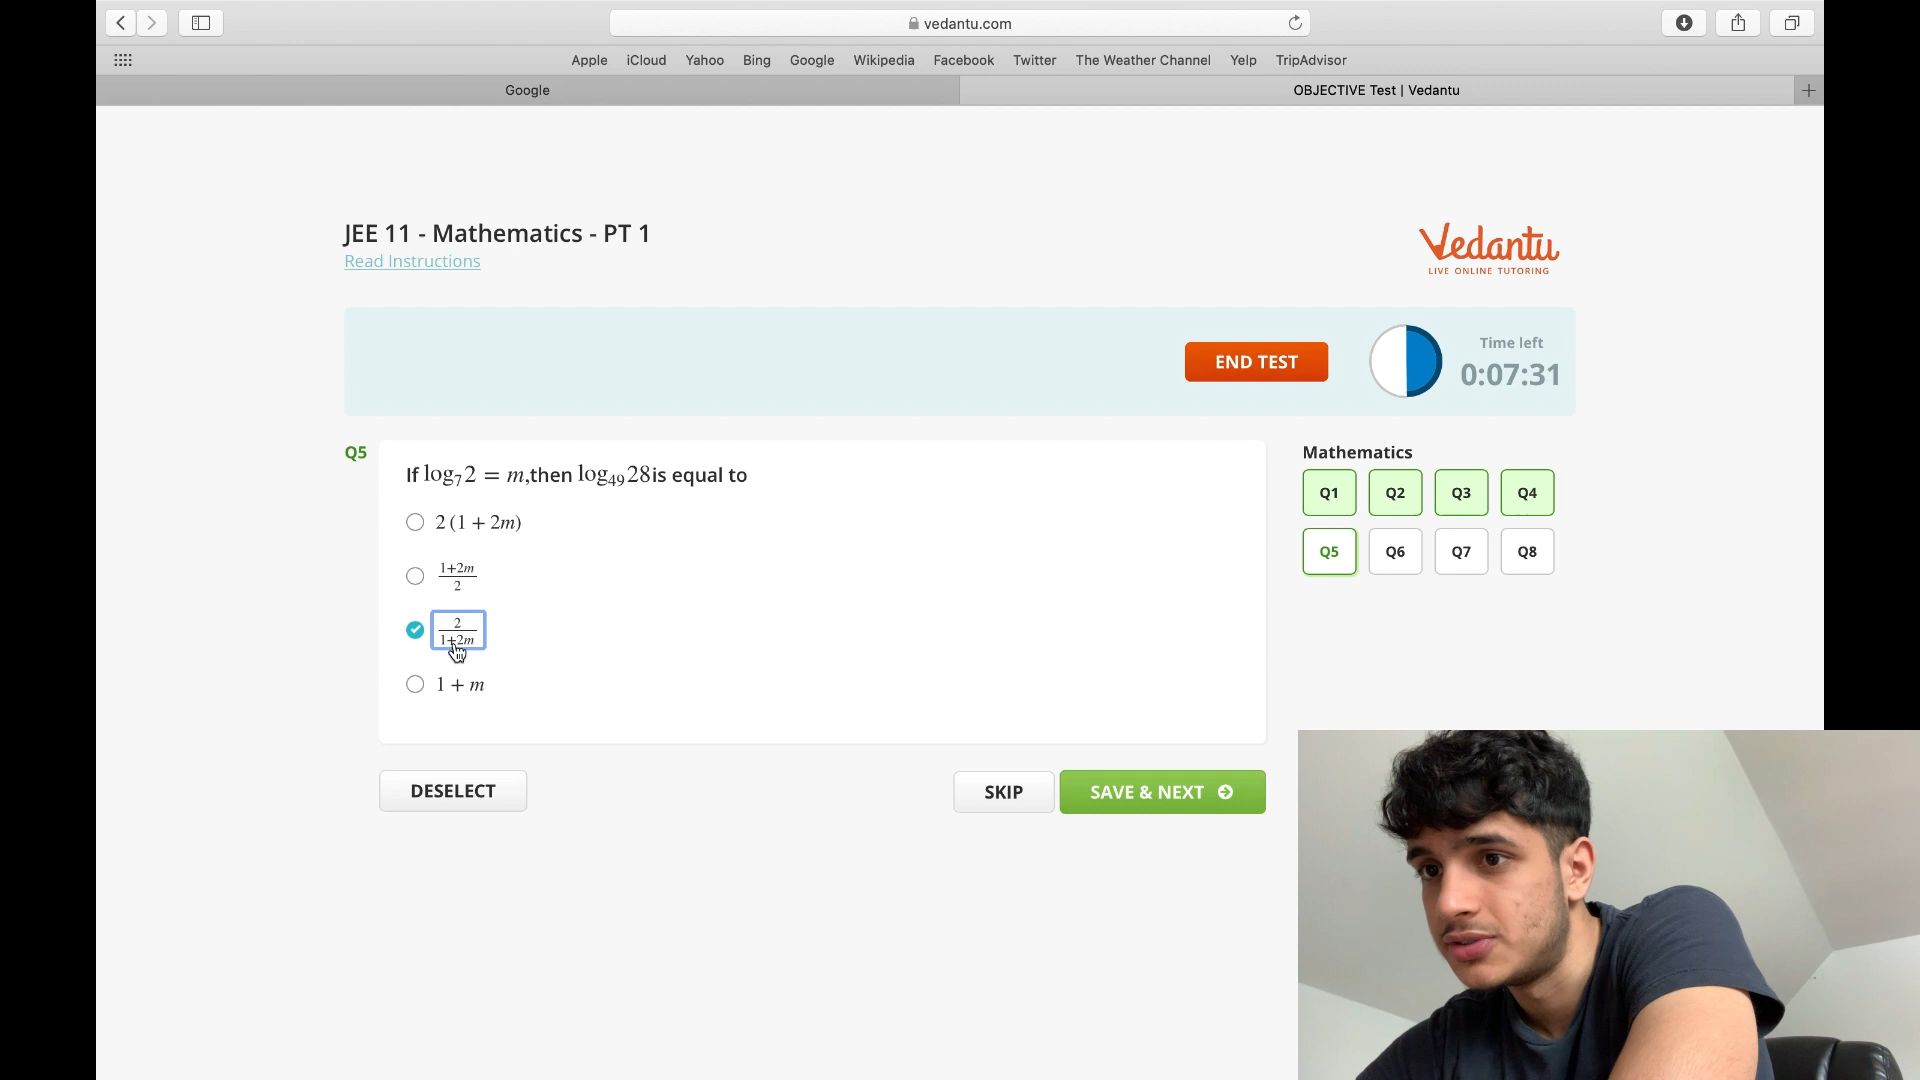 vedantu.com
Apple iCloud Yahoo Bing Google Wikipedia Facebook Twitter The Weather Channel Yelp TripAdvisor
Google
OBJECTIVE Test | Vedantu
JEE 11 - Mathematics - PT 1
Read Instructions
Vedantu
LIVE ONLINE TUTORING
END TEST
Time left
0:07:31
Q5
If log₇2 = m,then log₄₉28is equal to
2 (1 + 2m)
1+2m
2
2
1+2m
1 + m
Mathematics
Q1 Q2 Q3 Q4
Q5 Q6 Q7 Q8
DESELECT
SKIP
SAVE & NEXT